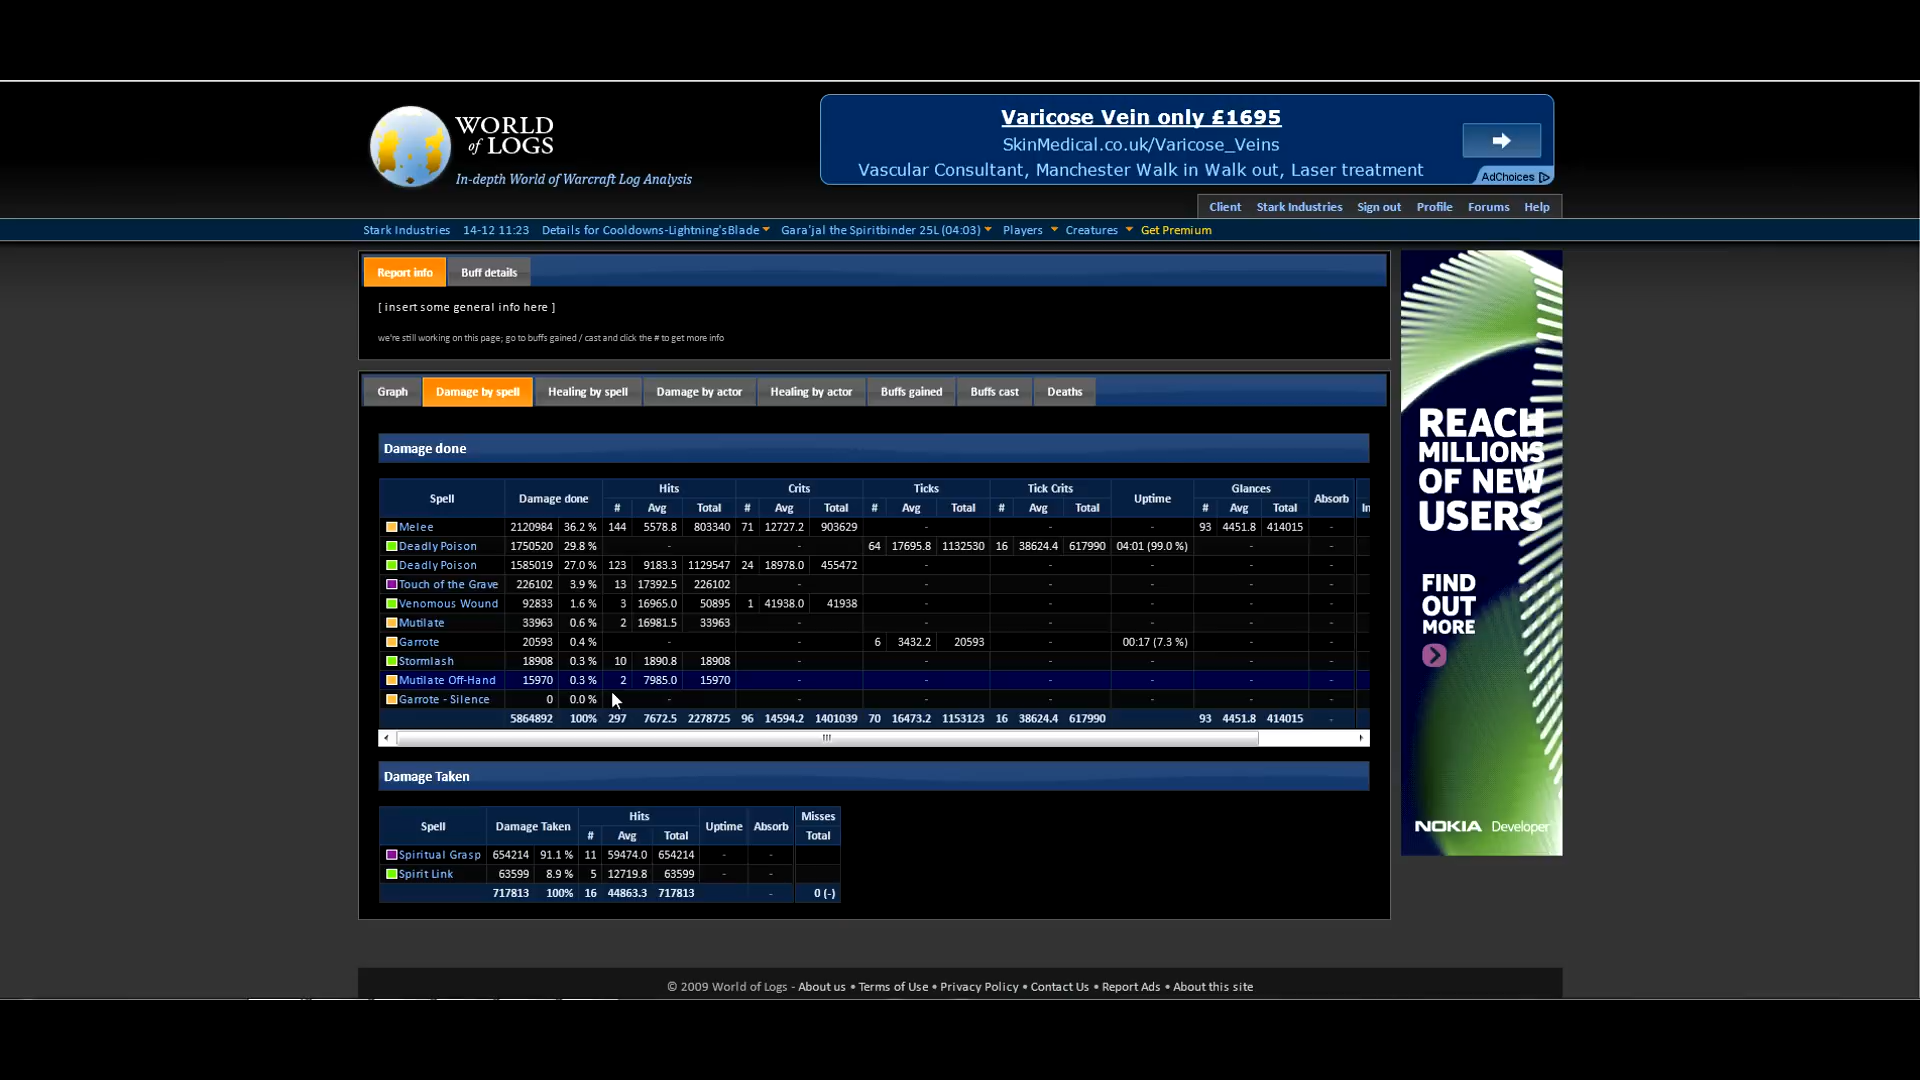 WORLD
of LOGS
In-depth World of Warcraft Log Analysis
Varicose Vein only £1695
SkinMedical.co.uk/Varicose_Veins
Vascular Consultant, Manchester Walk in Walk out, Laser treatment
AdChoices
Client Stark Industries Sign out Profile Forums Help
Stark Industries 14-12 11:23 Details for Cooldowns-Lightning'sBlade Gara'jal the Spiritbinder 25L (04:03) Players Creatures Get Premium
Report info Buff details
[ insert some general info here ]
we're still working on this page; go to buffs gained / cast and click the # to get more info
Graph Damage by spell Healing by spell Damage by actor Healing by actor Buffs gained Buffs cast Deaths
Damage done
Spell Damage done Hits Crits Ticks Tick Crits Uptime Glances Absorb
# Avg Total # Avg Total # Avg Total # Avg Total # Avg Total In
Melee 2120984 36.2 % 144 5578.8 803340 71 12727.2 903629 - - - 93 4451.8 414015 -
Deadly Poison 1750520 29.8 % - - 64 17695.8 1132530 16 38624.4 617990 04:01 (99.0 %) - -
Deadly Poison 1585019 27.0 % 123 9183.3 1129547 24 18978.0 455472 - - - - -
Touch of the Grave 226102 3.9 % 13 17392.5 226102 - - - - - -
Venomous Wound 92833 1.6 % 3 16965.0 50895 1 41938.0 41938 - - - - -
Mutilate 33963 0.6 % 2 16981.5 33963 - - - - - -
Garrote 20593 0.4 % - - 6 3432.2 20593 - 00:17 (7.3 %) - -
Stormlash 18908 0.3 % 10 1890.8 18908 - - - - - -
Mutilate Off-Hand 15970 0.3 % 2 7985.0 15970 - - - - - -
Garrote - Silence 0 0.0 % - - - - - - -
5864892 100% 297 7672.5 2278725 96 14594.2 1401039 70 16473.2 1153123 16 38624.4 617990 93 4451.8 414015 -
Damage Taken
Spell Damage Taken Hits Uptime Absorb Misses
# Avg Total Total
Spiritual Grasp 654214 91.1 % 11 59474.0 654214 - -
Spirit Link 63599 8.9 % 5 12719.8 63599 - -
717813 100% 16 44863.3 717813 - 0 (-)
REACH
MILLIONS
OF NEW
USERS
FIND
OUT
MORE
NOKIA Developer
© 2009 World of Logs - About us • Terms of Use • Privacy Policy • Contact Us • Report Ads • About this site